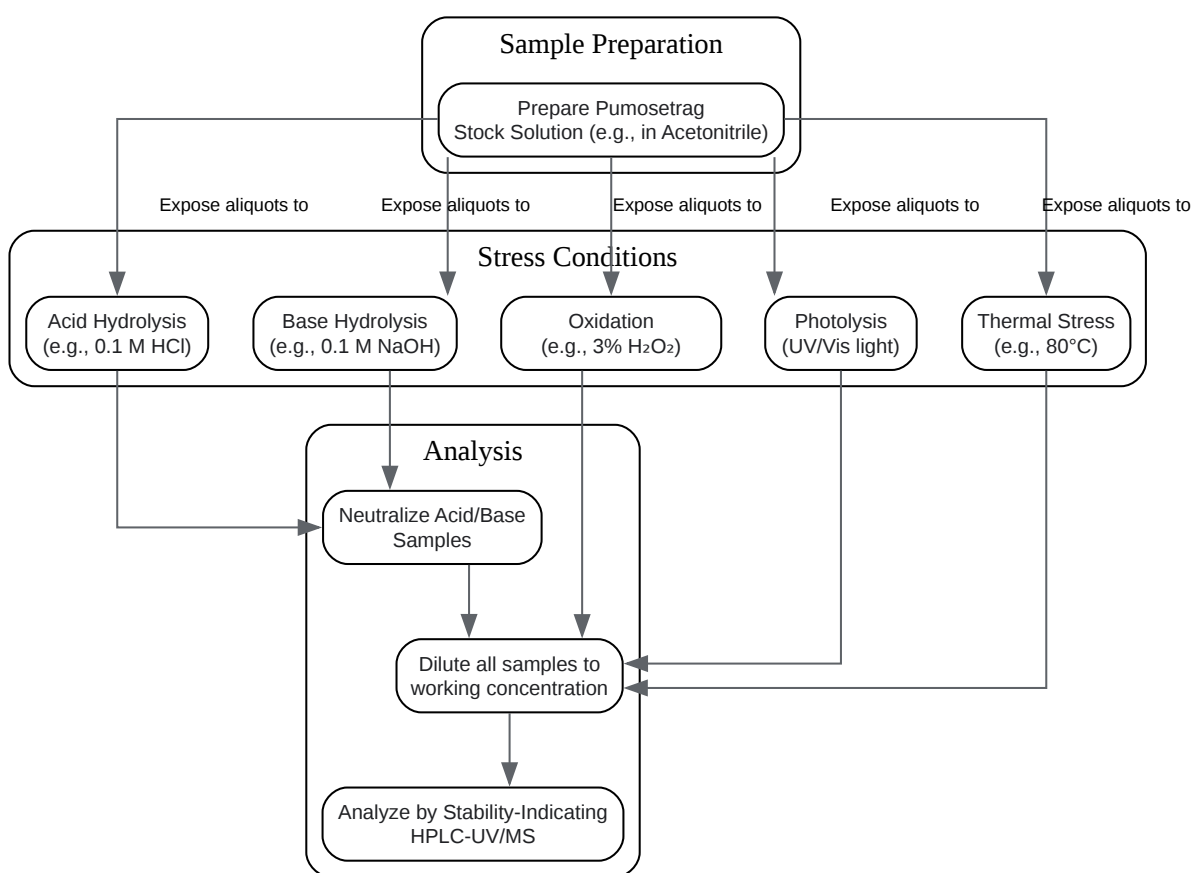 Sample Preparation
Prepare Pumosetrag
Stock Solution (e.g., in Acetonitrile)
Expose aliquots to
Expose aliquots to
Expose aliquots to
Expose aliquots to
Expose aliquots to
Stress Conditions
Acid Hydrolysis
(e.g., 0.1 M HCl)
Base Hydrolysis
(e.g., 0.1 M NaOH)
Oxidation
(e.g., 3% H₂O₂)
Photolysis
(UV/Vis light)
Thermal Stress
(e.g., 80°C)
Analysis
Neutralize Acid/Base
Samples
Dilute all samples to
working concentration
Analyze by Stability-Indicating
HPLC-UV/MS